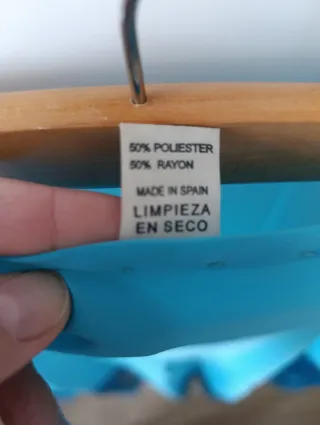 50% POLIESTER
50% RAYON
MADE IN SPAIN
LIMPIEZA
EN SECO